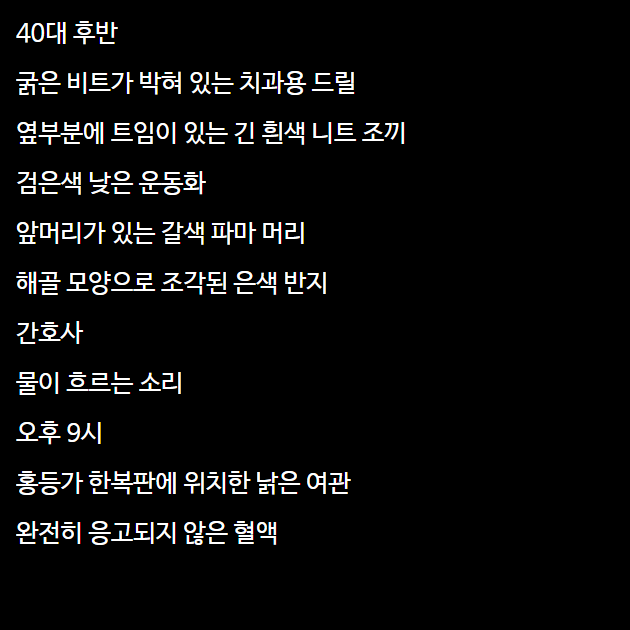 40대 후반
굵은 비트가 박혀 있는 치과용 드릴
옆부분에 트임이 있는 긴 흰색 니트 조끼
검은색 낮은 운동화
앞머리가 있는 갈색 파마 머리
해골 모양으로 조각된 은색 반지
간호사
물이 흐르는 소리
오후 9시
홍등가 한복판에 위치한 낡은 여관
완전히 응고되지 않은 혈액